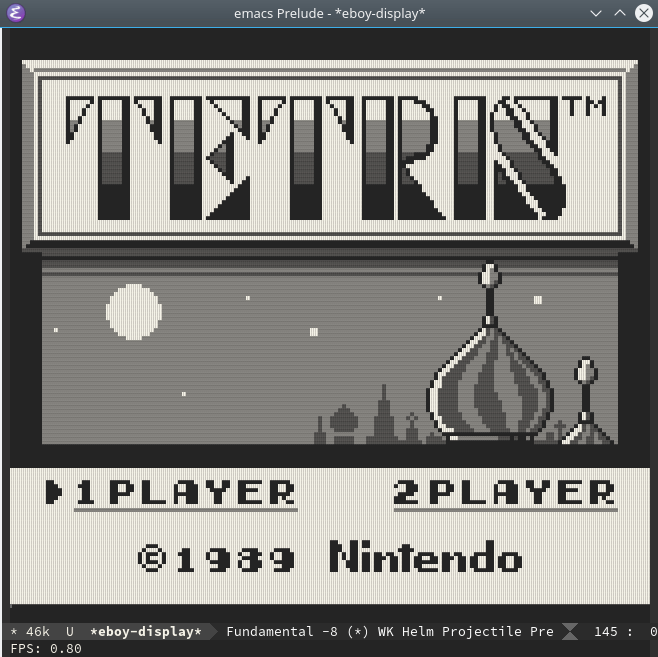 emacs Prelude - *eboy-display*
TETRIS™
1PLAYER 2PLAYER
©1989 Nintendo
* 46k U *eboy-display* Fundamental -8 (*) WK Helm Projectile Pre 145 : 0
FPS: 0.80